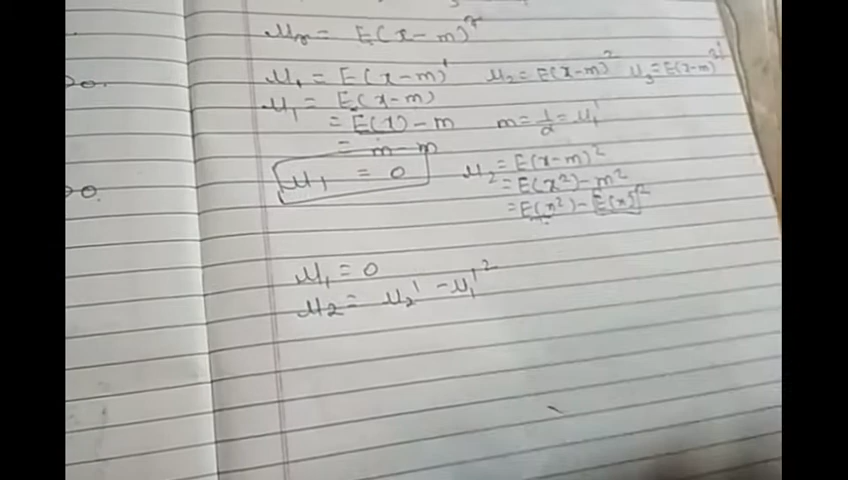 μr = E(x-m)^r
μ1 = E(x-m)^1 μ2 = E(x-m)^2 μ3 = E(x-m)^3
μ1 = E(x-m)
= E(x) - m m = 1/α = μ1'
= m - m
μ1 = 0 μ2 = E(x-m)^2
= E(x^2) - m^2
= E(x^2) - [E(x)]^2
μ1 = 0
μ2 = μ2' - μ1'^2